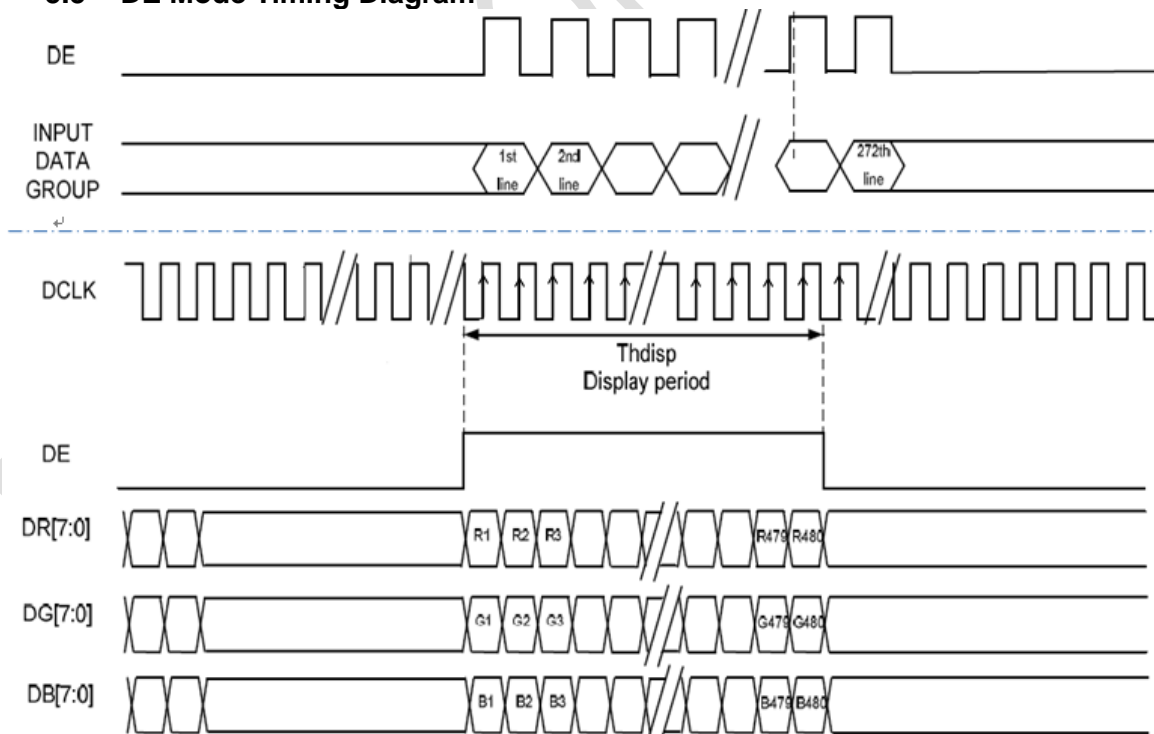 DE Mode Timing Diagram
DE
INPUT
DATA
GROUP
1st
line
2nd
line
272th
line
DCLK
Thdisp
Display period
DE
DR[7:0]
R1 R2 R3 R479 R480
DG[7:0]
G1 G2 G3 G479 G480
DB[7:0]
B1 B2 B3 B479 B480